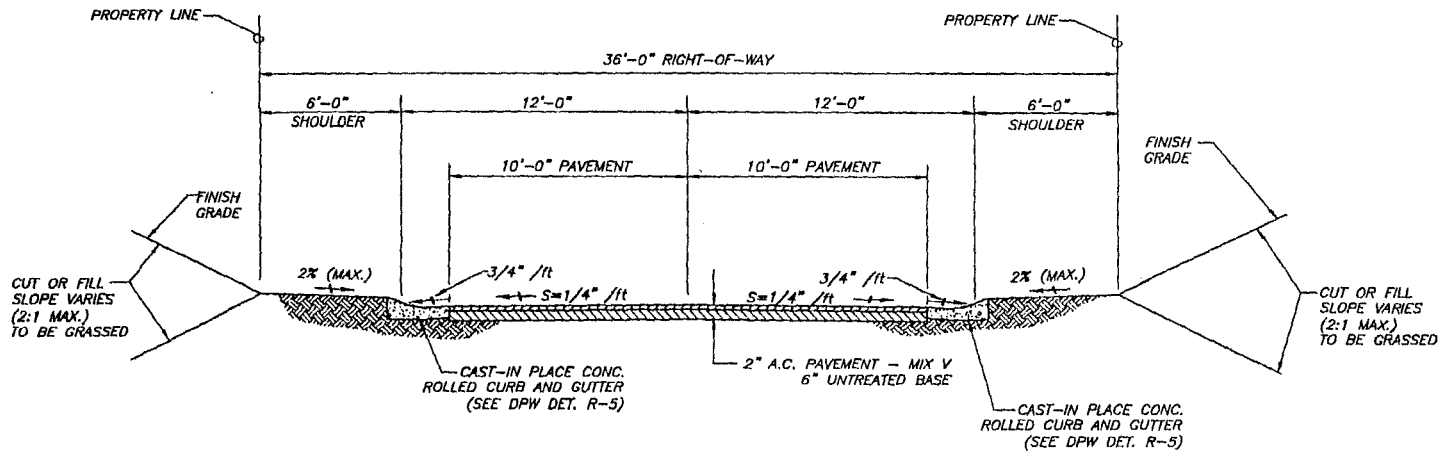 PROPERTY LINE
PROPERTY LINE
36'-0" RIGHT-OF-WAY
6'-0"
SHOULDER
12'-0"
12'-0"
6'-0"
SHOULDER
10'-0" PAVEMENT
10'-0" PAVEMENT
FINISH
GRADE
FINISH
GRADE
CUT OR FILL
SLOPE VARIES
(2:1 MAX.)
TO BE GRASSED
2% (MAX.)
3/4" /ft
S=1/4" /ft
S=1/4" /ft
3/4" /ft
2% (MAX.)
CUT OR FILL
SLOPE VARIES
(2:1 MAX.)
TO BE GRASSED
CAST-IN PLACE CONC.
ROLLED CURB AND GUTTER
(SEE DPW DET. R-5)
2" A.C. PAVEMENT - MIX V
6" UNTREATED BASE
CAST-IN PLACE CONC.
ROLLED CURB AND GUTTER
(SEE DPW DET. R-5)